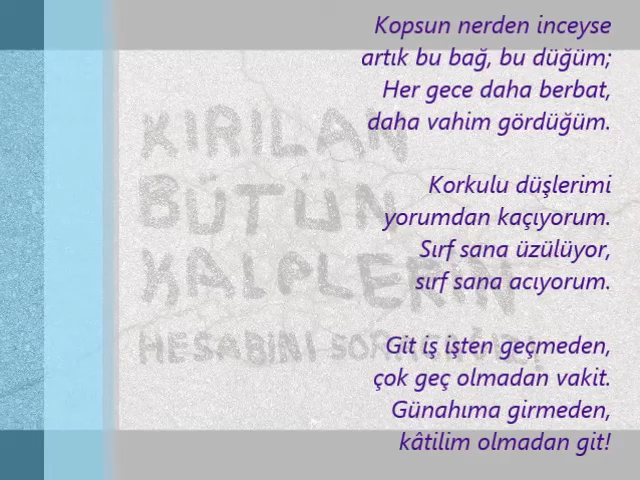 Kopsun nerden inceyse
artık bu bağ, bu düğüm;
Her gece daha berbat,
daha vahim gördüğüm.
Korkulu düşlerimi
yorumdan kaçıyorum.
Sırf sana üzülüyor,
sırf sana acıyorum.
Git iş işten geçmeden,
çok geç olmadan vakit.
Günahıma girmeden,
kâtilim olmadan git!
KIRILAN
BÜTÜN
KALPLERİN
HESABINI